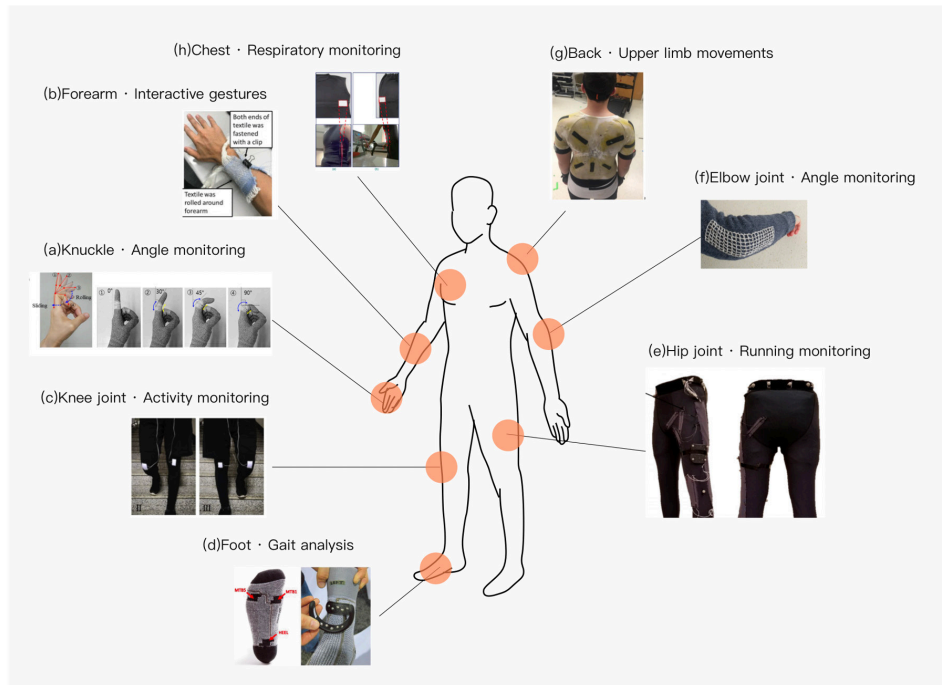 (h)Chest · Respiratory monitoring
(g)Back · Upper limb movements
(b)Forearm · Interactive gestures
Both ends of
textile was
fastened
with a clip
Textile was
rolled around
forearm
(f)Elbow joint · Angle monitoring
(a)Knuckle · Angle monitoring
Sliding
Rolling
① 0°
② 30°
③ 45°
④ 90°
(e)Hip joint · Running monitoring
(c)Knee joint · Activity monitoring
II
III
(d)Foot · Gait analysis
MTB5
MTB1
HEEL